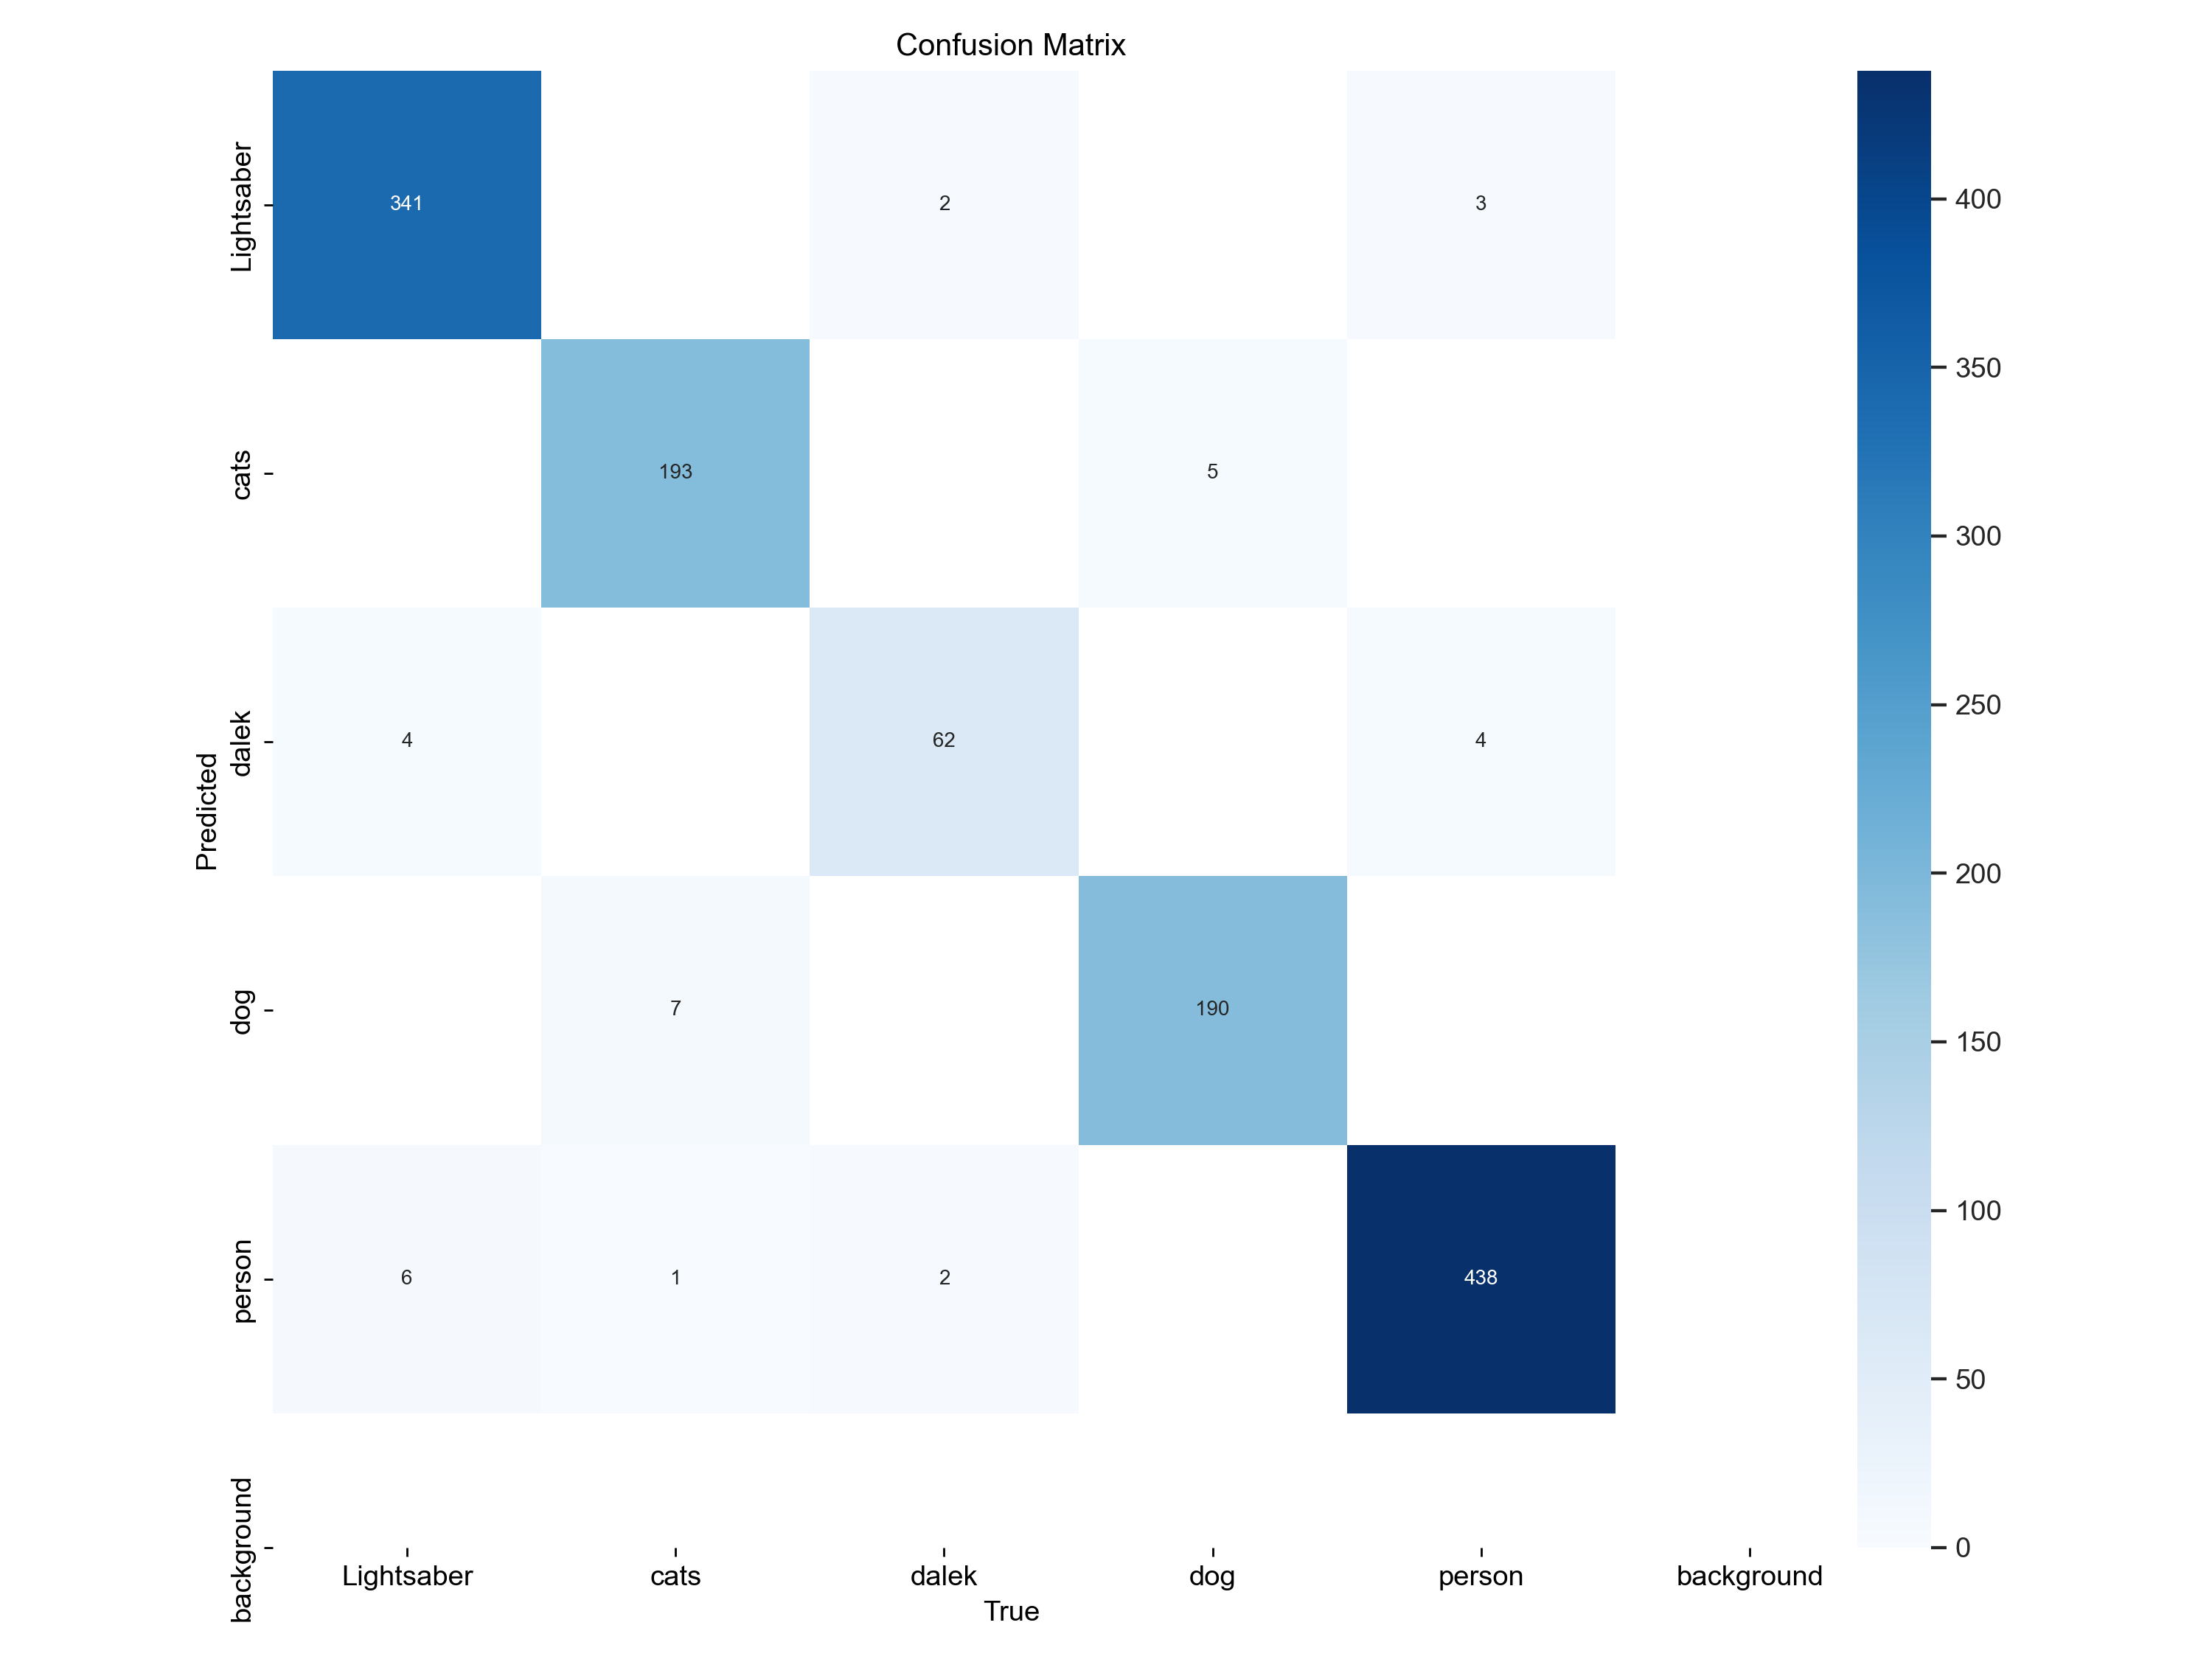 Confusion Matrix
Lightsaber
341
2
3
400
350
cats
193
5
300
250
dalek
4
62
4
Predicted
200
dog
7
190
150
100
person
6
1
2
438
50
background
0
Lightsaber cats dalek dog person background
True